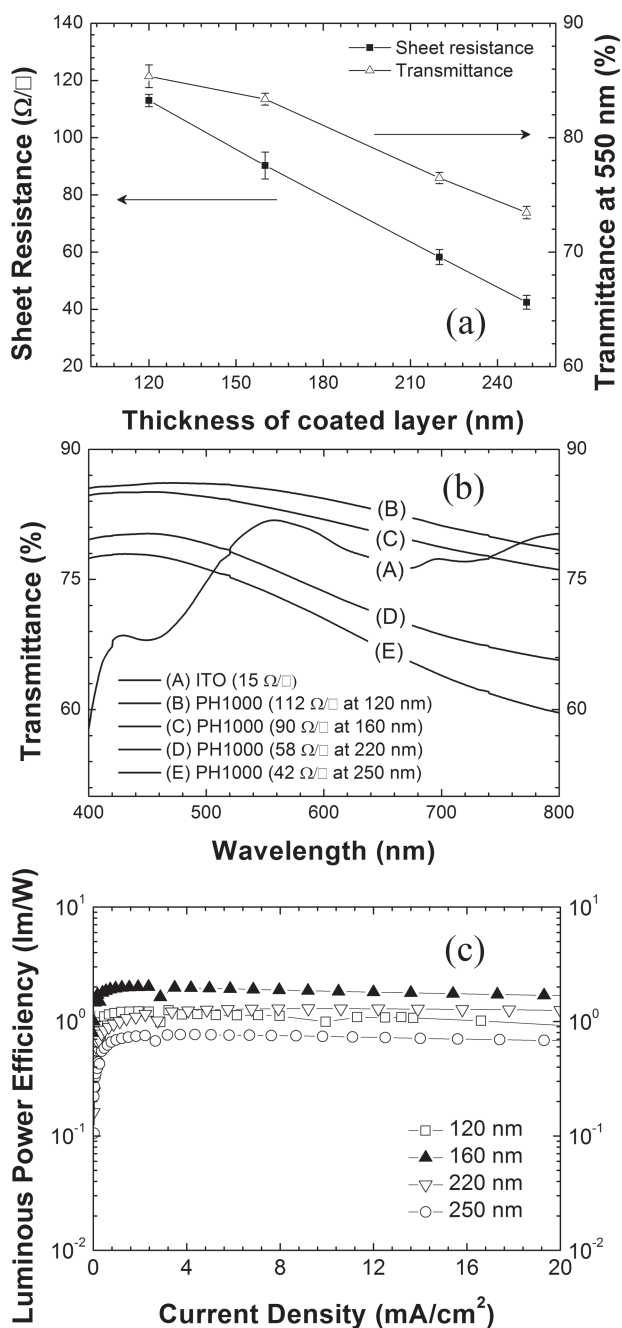 140
120
100
80
60
40
20
90
80
70
60
Sheet resistance
Transmittance
Sheet Resistance (Ω/□)
Tranmittance at 550 nm (%)
(a)
120 150 180 210 240
Thickness of coated layer (nm)
90
75
60
90
75
60
(b)
(B)
(C)
(A)
(D)
(E)
Transmittance (%)
(A) ITO (15 Ω/□)
(B) PH1000 (112 Ω/□ at 120 nm)
(C) PH1000 (90 Ω/□ at 160 nm)
(D) PH1000 (58 Ω/□ at 220 nm)
(E) PH1000 (42 Ω/□ at 250 nm)
400 500 600 700 800
Wavelength (nm)
10¹
10⁰
10⁻¹
10⁻²
10¹
10⁰
10⁻¹
10⁻²
(c)
Luminous Power Efficiency (lm/W)
120 nm
160 nm
220 nm
250 nm
0 4 8 12 16 20
Current Density (mA/cm²)